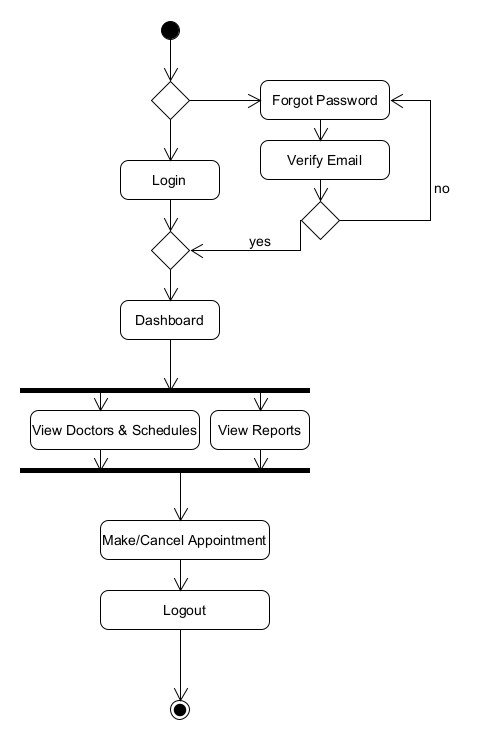 Forgot Password
Verify Email
Login
no
yes
Dashboard
View Doctors & Schedules
View Reports
Make/Cancel Appointment
Logout